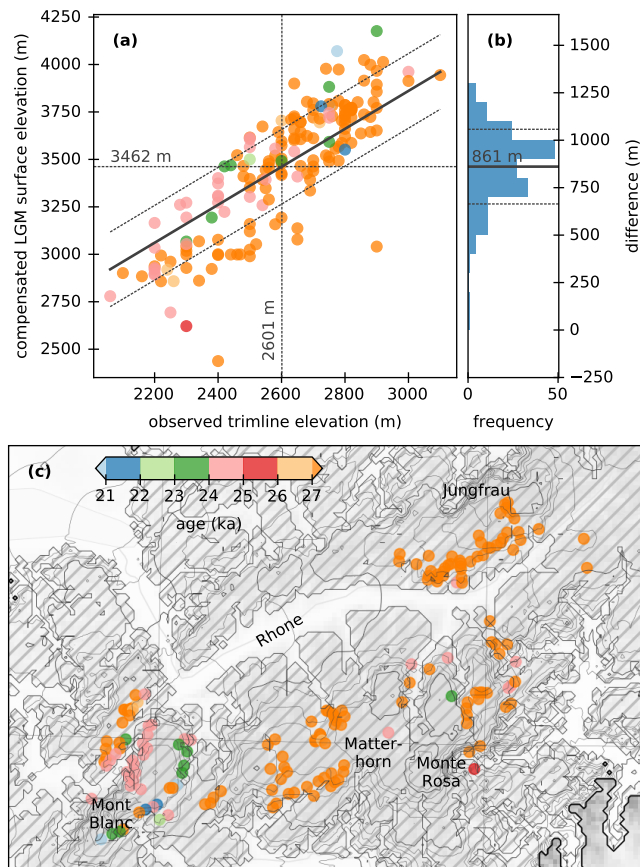 (a)
(b)
compensated LGM surface elevation (m)
4250
4000
3750
3500
3250
3000
2750
2500
3462 m
2601 m
2200 2400 2600 2800 3000
observed trimline elevation (m)
861 m
1500
1250
1000
750
500
250
0
−250
difference (m)
0 50
frequency
(c)
21 22 23 24 25 26 27
age (ka)
Jungfrau
Rhone
Matter-
horn
Monte
Rosa
Mont
Blanc